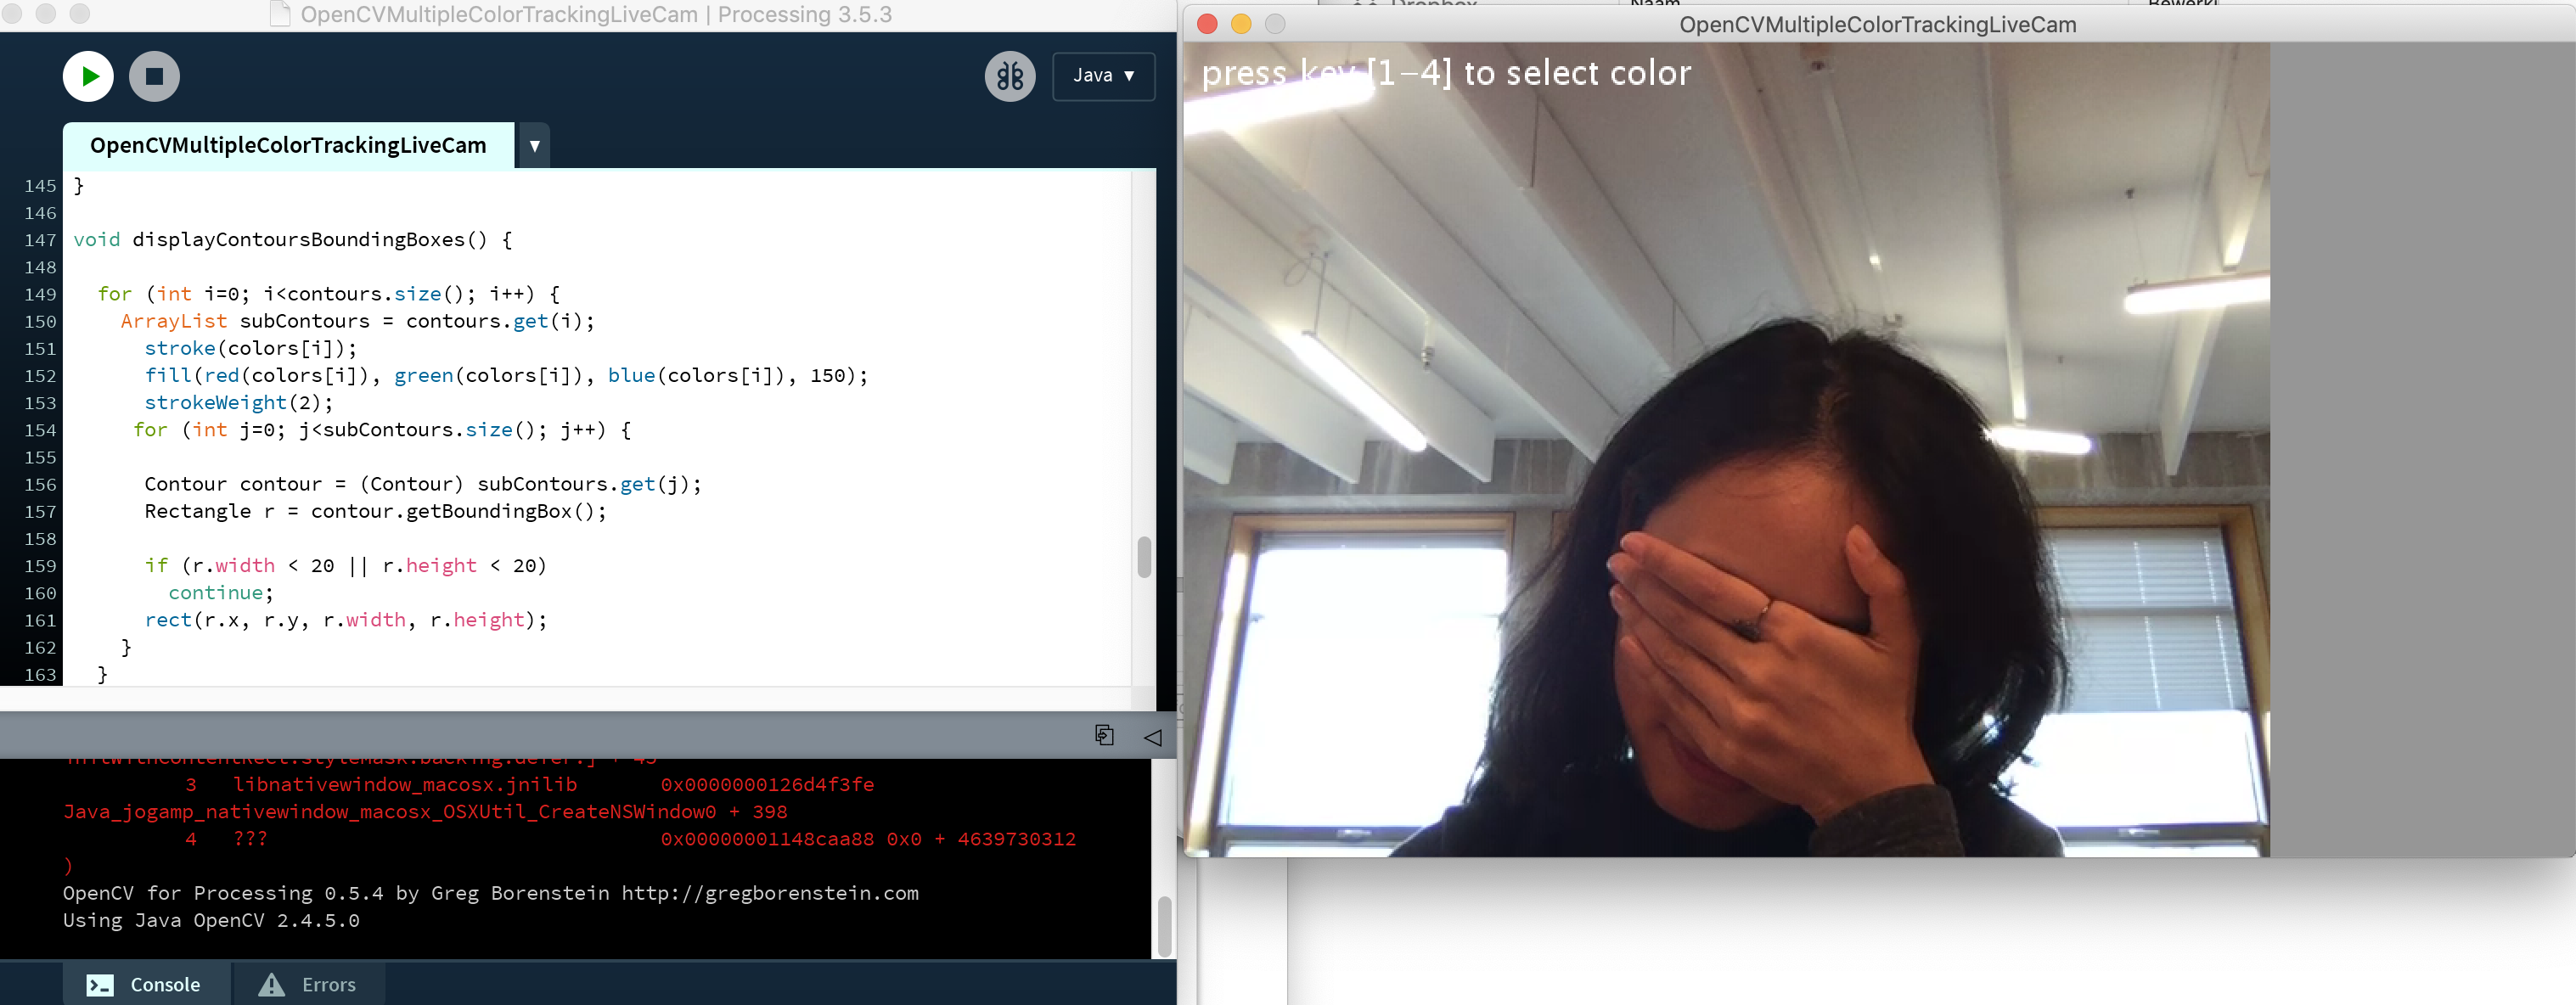 OpenCVMultipleColorTrackingLiveCam | Processing 3.5.3
Java ▼
OpenCVMultipleColorTrackingLiveCam ▼
145 }
146
147 void displayContoursBoundingBoxes() {
148
149 for (int i=0; i<contours.size(); i++) {
150 ArrayList subContours = contours.get(i);
151 stroke(colors[i]);
152 fill(red(colors[i]), green(colors[i]), blue(colors[i]), 150);
153 strokeWeight(2);
154 for (int j=0; j<subContours.size(); j++) {
155
156 Contour contour = (Contour) subContours.get(j);
157 Rectangle r = contour.getBoundingBox();
158
159 if (r.width < 20 || r.height < 20)
160 continue;
161 rect(r.x, r.y, r.width, r.height);
162 }
163 }
3 libnativewindow_macosx.jnilib 0x0000000126d4f3fe
Java_jogamp_nativewindow_macosx_OSXUtil_CreateNSWindow0 + 398
4 ??? 0x00000001148caa88 0x0 + 4639730312
)
OpenCV for Processing 0.5.4 by Greg Borenstein http://gregborenstein.com
Using Java OpenCV 2.4.5.0
Console
Errors
Dropbox
Naam
OpenCVMultipleColorTrackingLiveCam
press key [1-4] to select color